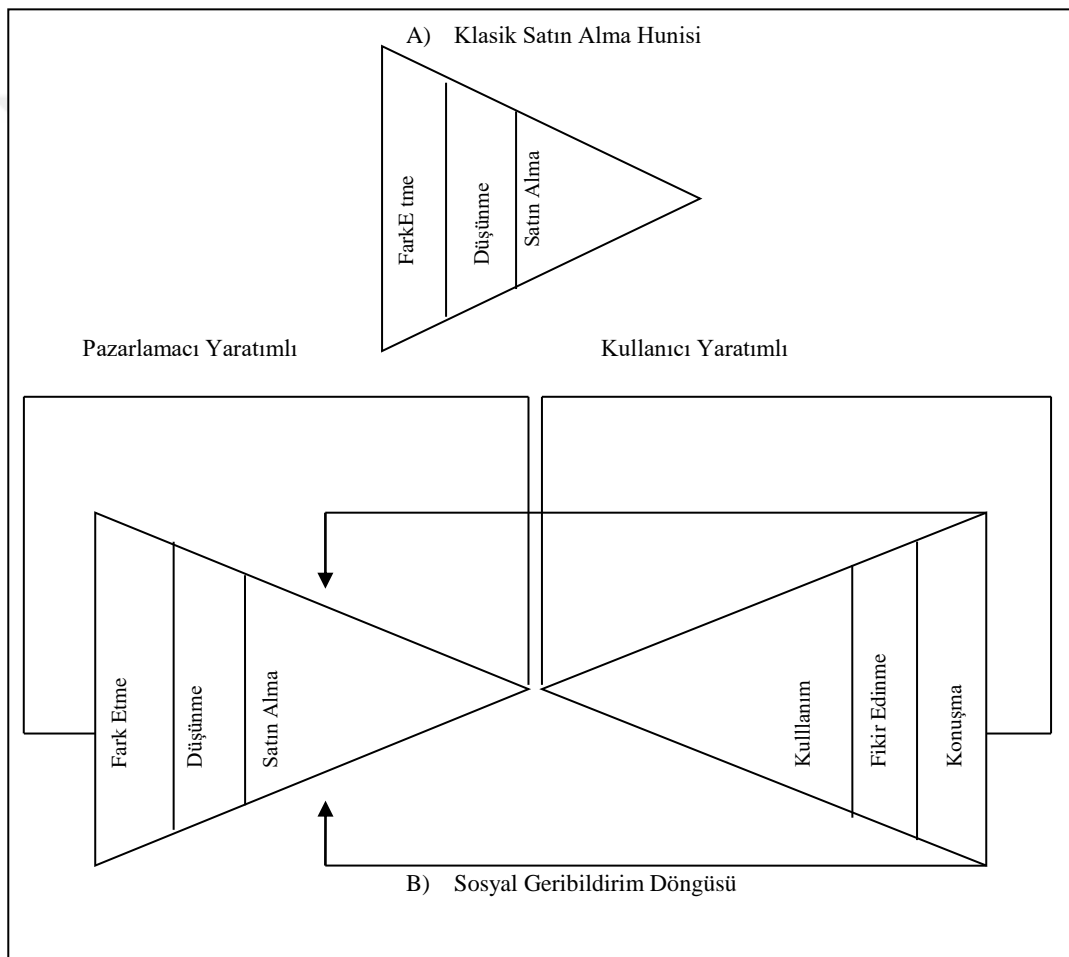 A) Klasik Satın Alma Hunisi
FarkE tme
Düşünme
Satın Alma
Pazarlamacı Yaratımlı
Kullanıcı Yaratımlı
Fark Etme
Düşünme
Satın Alma
Kulllanım
Fikir Edinme
Konuşma
B) Sosyal Geribildirim Döngüsü